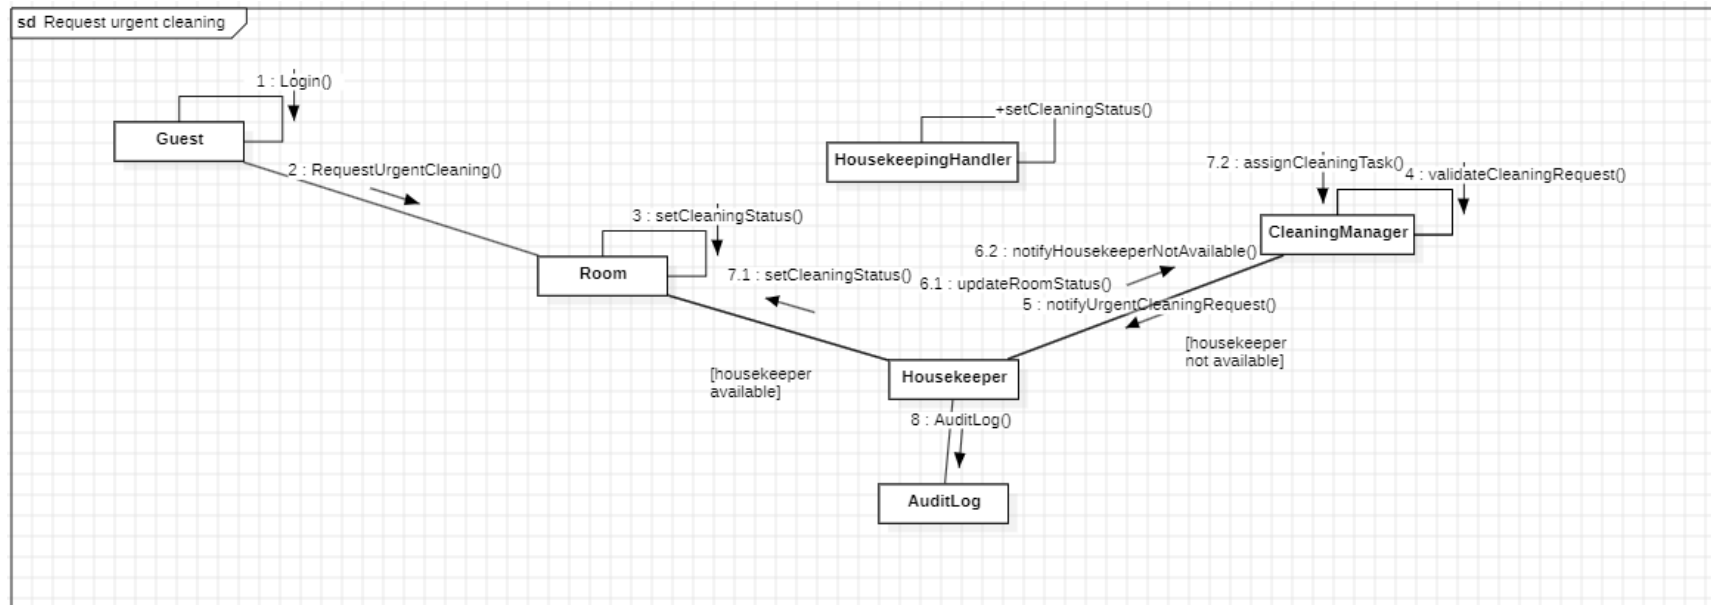 sd Request urgent cleaning
1 : Login()
Guest
2 : RequestUrgentCleaning()
+setCleaningStatus()
HousekeepingHandler
7.2 : assignCleaningTask()
4 : validateCleaningRequest()
CleaningManager
3 : setCleaningStatus()
Room
6.2 : notifyHousekeeperNotAvailable()
7.1 : setCleaningStatus()
6.1 : updateRoomStatus()
5 : notifyUrgentCleaningRequest()
[housekeeper
not available]
[housekeeper
available]
Housekeeper
8 : AuditLog()
AuditLog